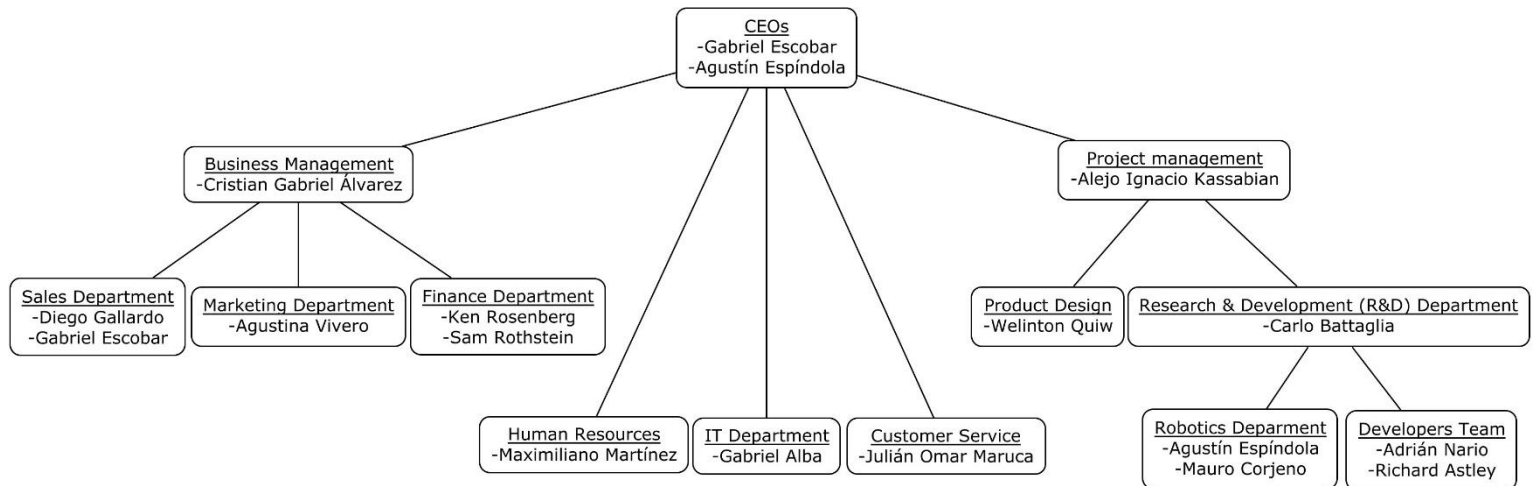 CEOs
-Gabriel Escobar
-Agustín Espíndola
Business Management
-Cristian Gabriel Álvarez
Project management
-Alejo Ignacio Kassabian
Sales Department
-Diego Gallardo
-Gabriel Escobar
Marketing Department
-Agustina Vivero
Finance Department
-Ken Rosenberg
-Sam Rothstein
Product Design
-Welinton Quiw
Research & Development (R&D) Department
-Carlo Battaglia
Human Resources
-Maximiliano Martínez
IT Department
-Gabriel Alba
Customer Service
-Julián Omar Maruca
Robotics Deparment
-Agustín Espíndola
-Mauro Corjeno
Developers Team
-Adrián Nario
-Richard Astley